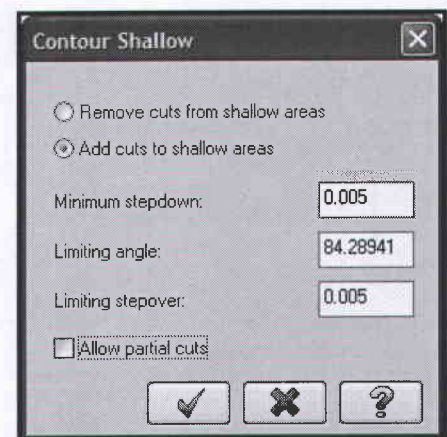 Contour Shallow
Remove cuts from shallow areas
Add cuts to shallow areas
Minimum stepdown: 0.005
Limiting angle: 84.28941
Limiting stepover: 0.005
Allow partial cuts
?